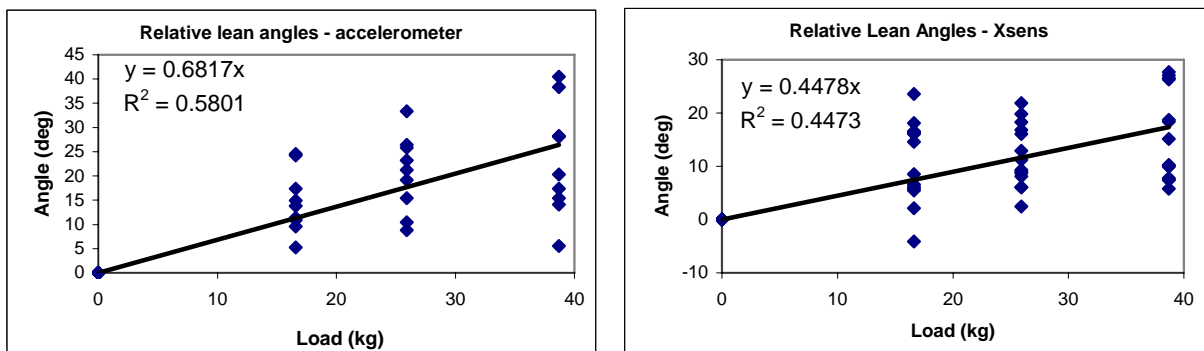 Relative lean angles - accelerometer
y = 0.6817x
R² = 0.5801
45
40
35
30
25
20
15
10
5
0
0 10 20 30 40
Angle (deg)
Load (kg)
Relative Lean Angles - Xsens
y = 0.4478x
R² = 0.4473
30
20
10
0
-10
0 10 20 30 40
Angle (deg)
Load (kg)